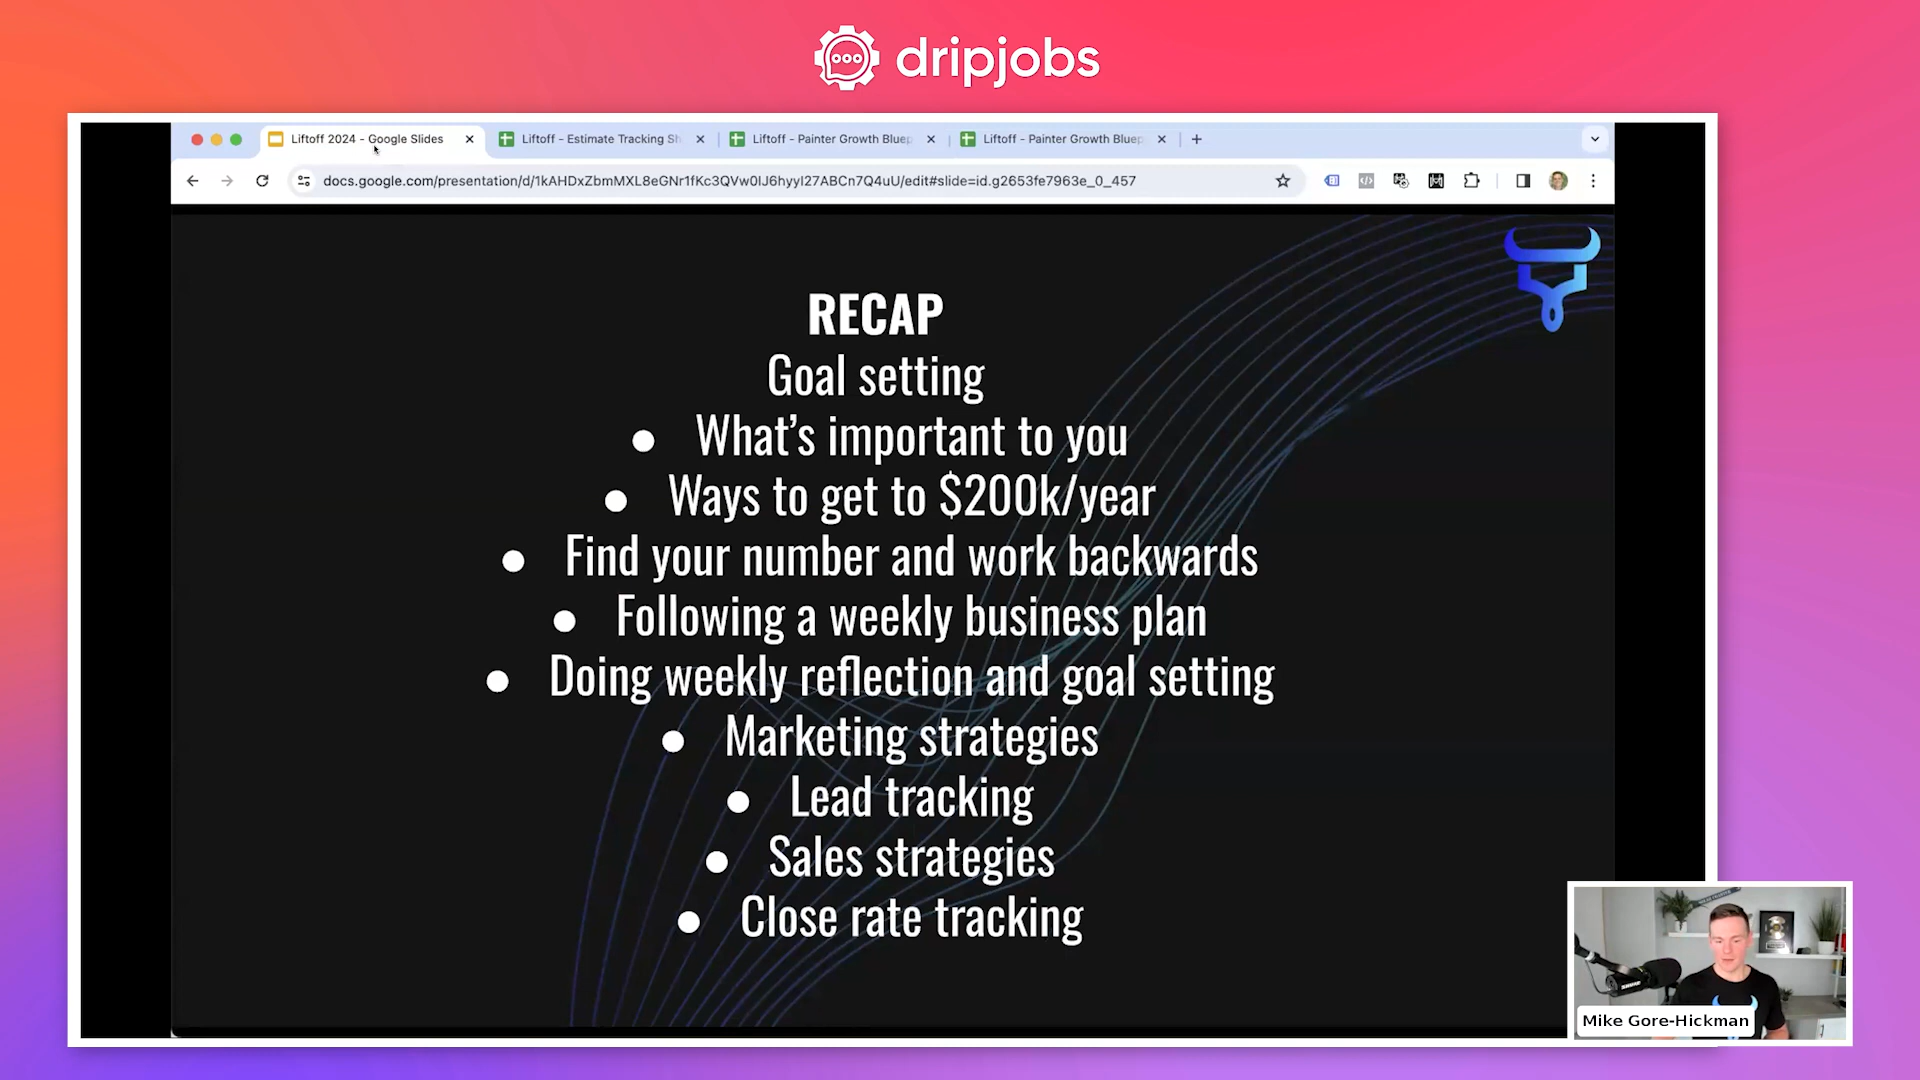 dripjobs
Liftoff 2024 - Google Slides
Liftoff - Estimate Tracking Sh
Liftoff - Painter Growth Bluep
Liftoff - Painter Growth Bluep
docs.google.com/presentation/d/1kAHDxZbmMXL8eGNr1fKc3QVw0IJ6hyyI27ABCn7Q4uU/edit#slide=id.g2653fe7963e_0_457
RECAP
Goal setting
● What’s important to you
● Ways to get to $200k/year
● Find your number and work backwards
● Following a weekly business plan
● Doing weekly reflection and goal setting
● Marketing strategies
● Lead tracking
● Sales strategies
● Close rate tracking
SHURE
Mike Gore-Hickman